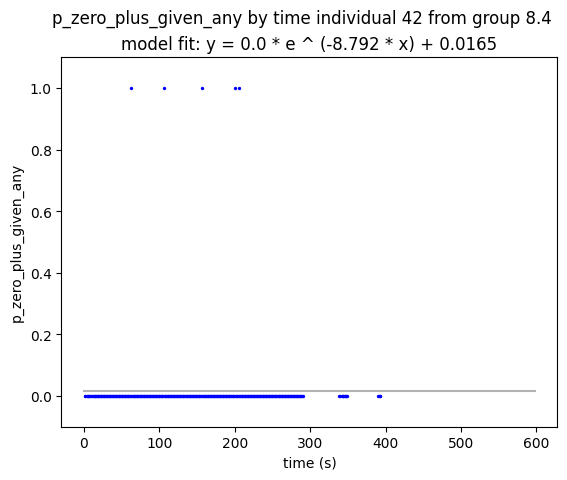 p_zero_plus_given_any by time individual 42 from group 8.4
model fit: y = 0.0 * e ^ (-8.792 * x) + 0.0165
1.0
0.8
0.6
0.4
0.2
0.0
p_zero_plus_given_any
0 100 200 300 400 500 600
time (s)